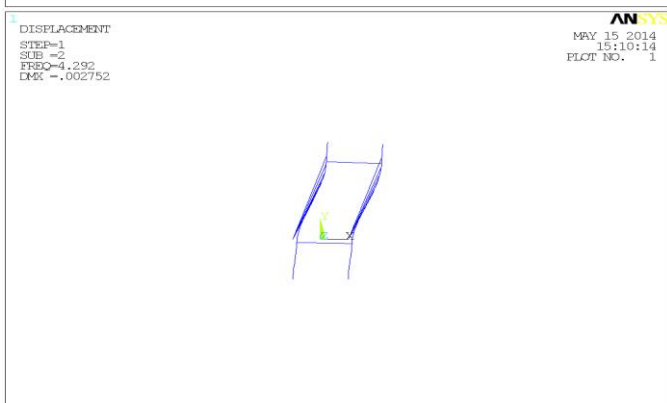 1
DISPLACEMENT
STEP=1
SUB =2
FREQ=4.292
DMX =.002752
ANSYS
MAY 15 2014
15:10:14
PLOT NO. 1
Y
Z X